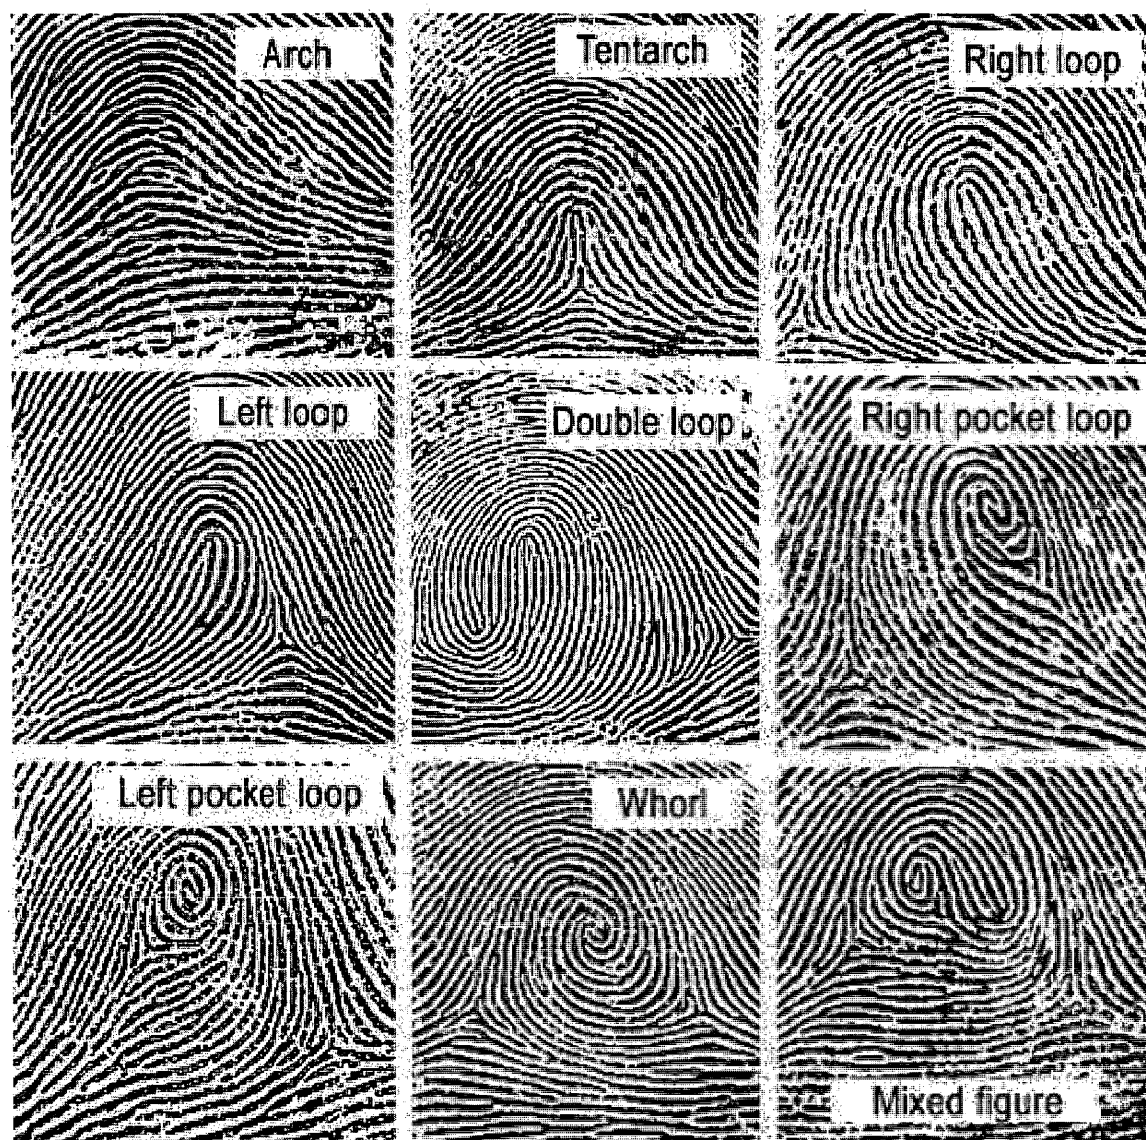 Arch
Tentarch
Right loop
Left loop
Double loop
Right pocket loop
Left pocket loop
Whorl
Mixed figure